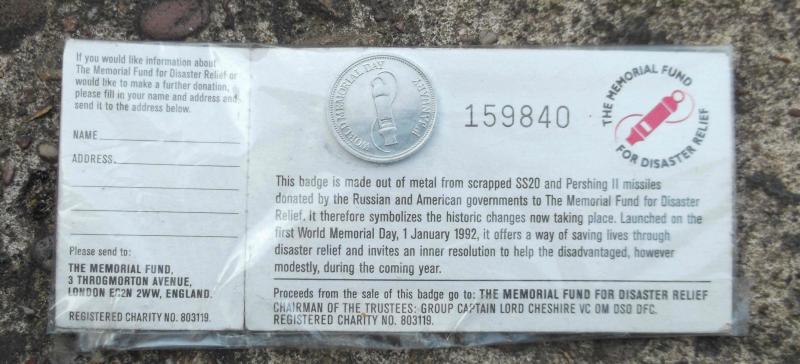 If you would like information about
The Memorial Fund for Disaster Relief or
would like to make a further donation,
please fill in your name and address and
send it to the address below.
NAME
ADDRESS
Please send to:
THE MEMORIAL FUND,
3 THROGMORTON AVENUE,
LONDON EC2N 2WW, ENGLAND.
REGISTERED CHARITY NO. 803119.
WORLD MEMORIAL DAY
1st JANUARY
159840
THE MEMORIAL FUND
FOR DISASTER RELIEF
This badge is made out of metal from scrapped SS20 and Pershing II missiles
donated by the Russian and American governments to The Memorial Fund for Disaster
Relief. It therefore symbolizes the historic changes now taking place. Launched on the
first World Memorial Day, 1 January 1992, it offers a way of saving lives through
disaster relief and invites an inner resolution to help the disadvantaged, however
modestly, during the coming year.
Proceeds from the sale of this badge go to: THE MEMORIAL FUND FOR DISASTER RELIEF
CHAIRMAN OF THE TRUSTEES: GROUP CAPTAIN LORD CHESHIRE VC OM DSO DFC.
REGISTERED CHARITY NO. 803119.